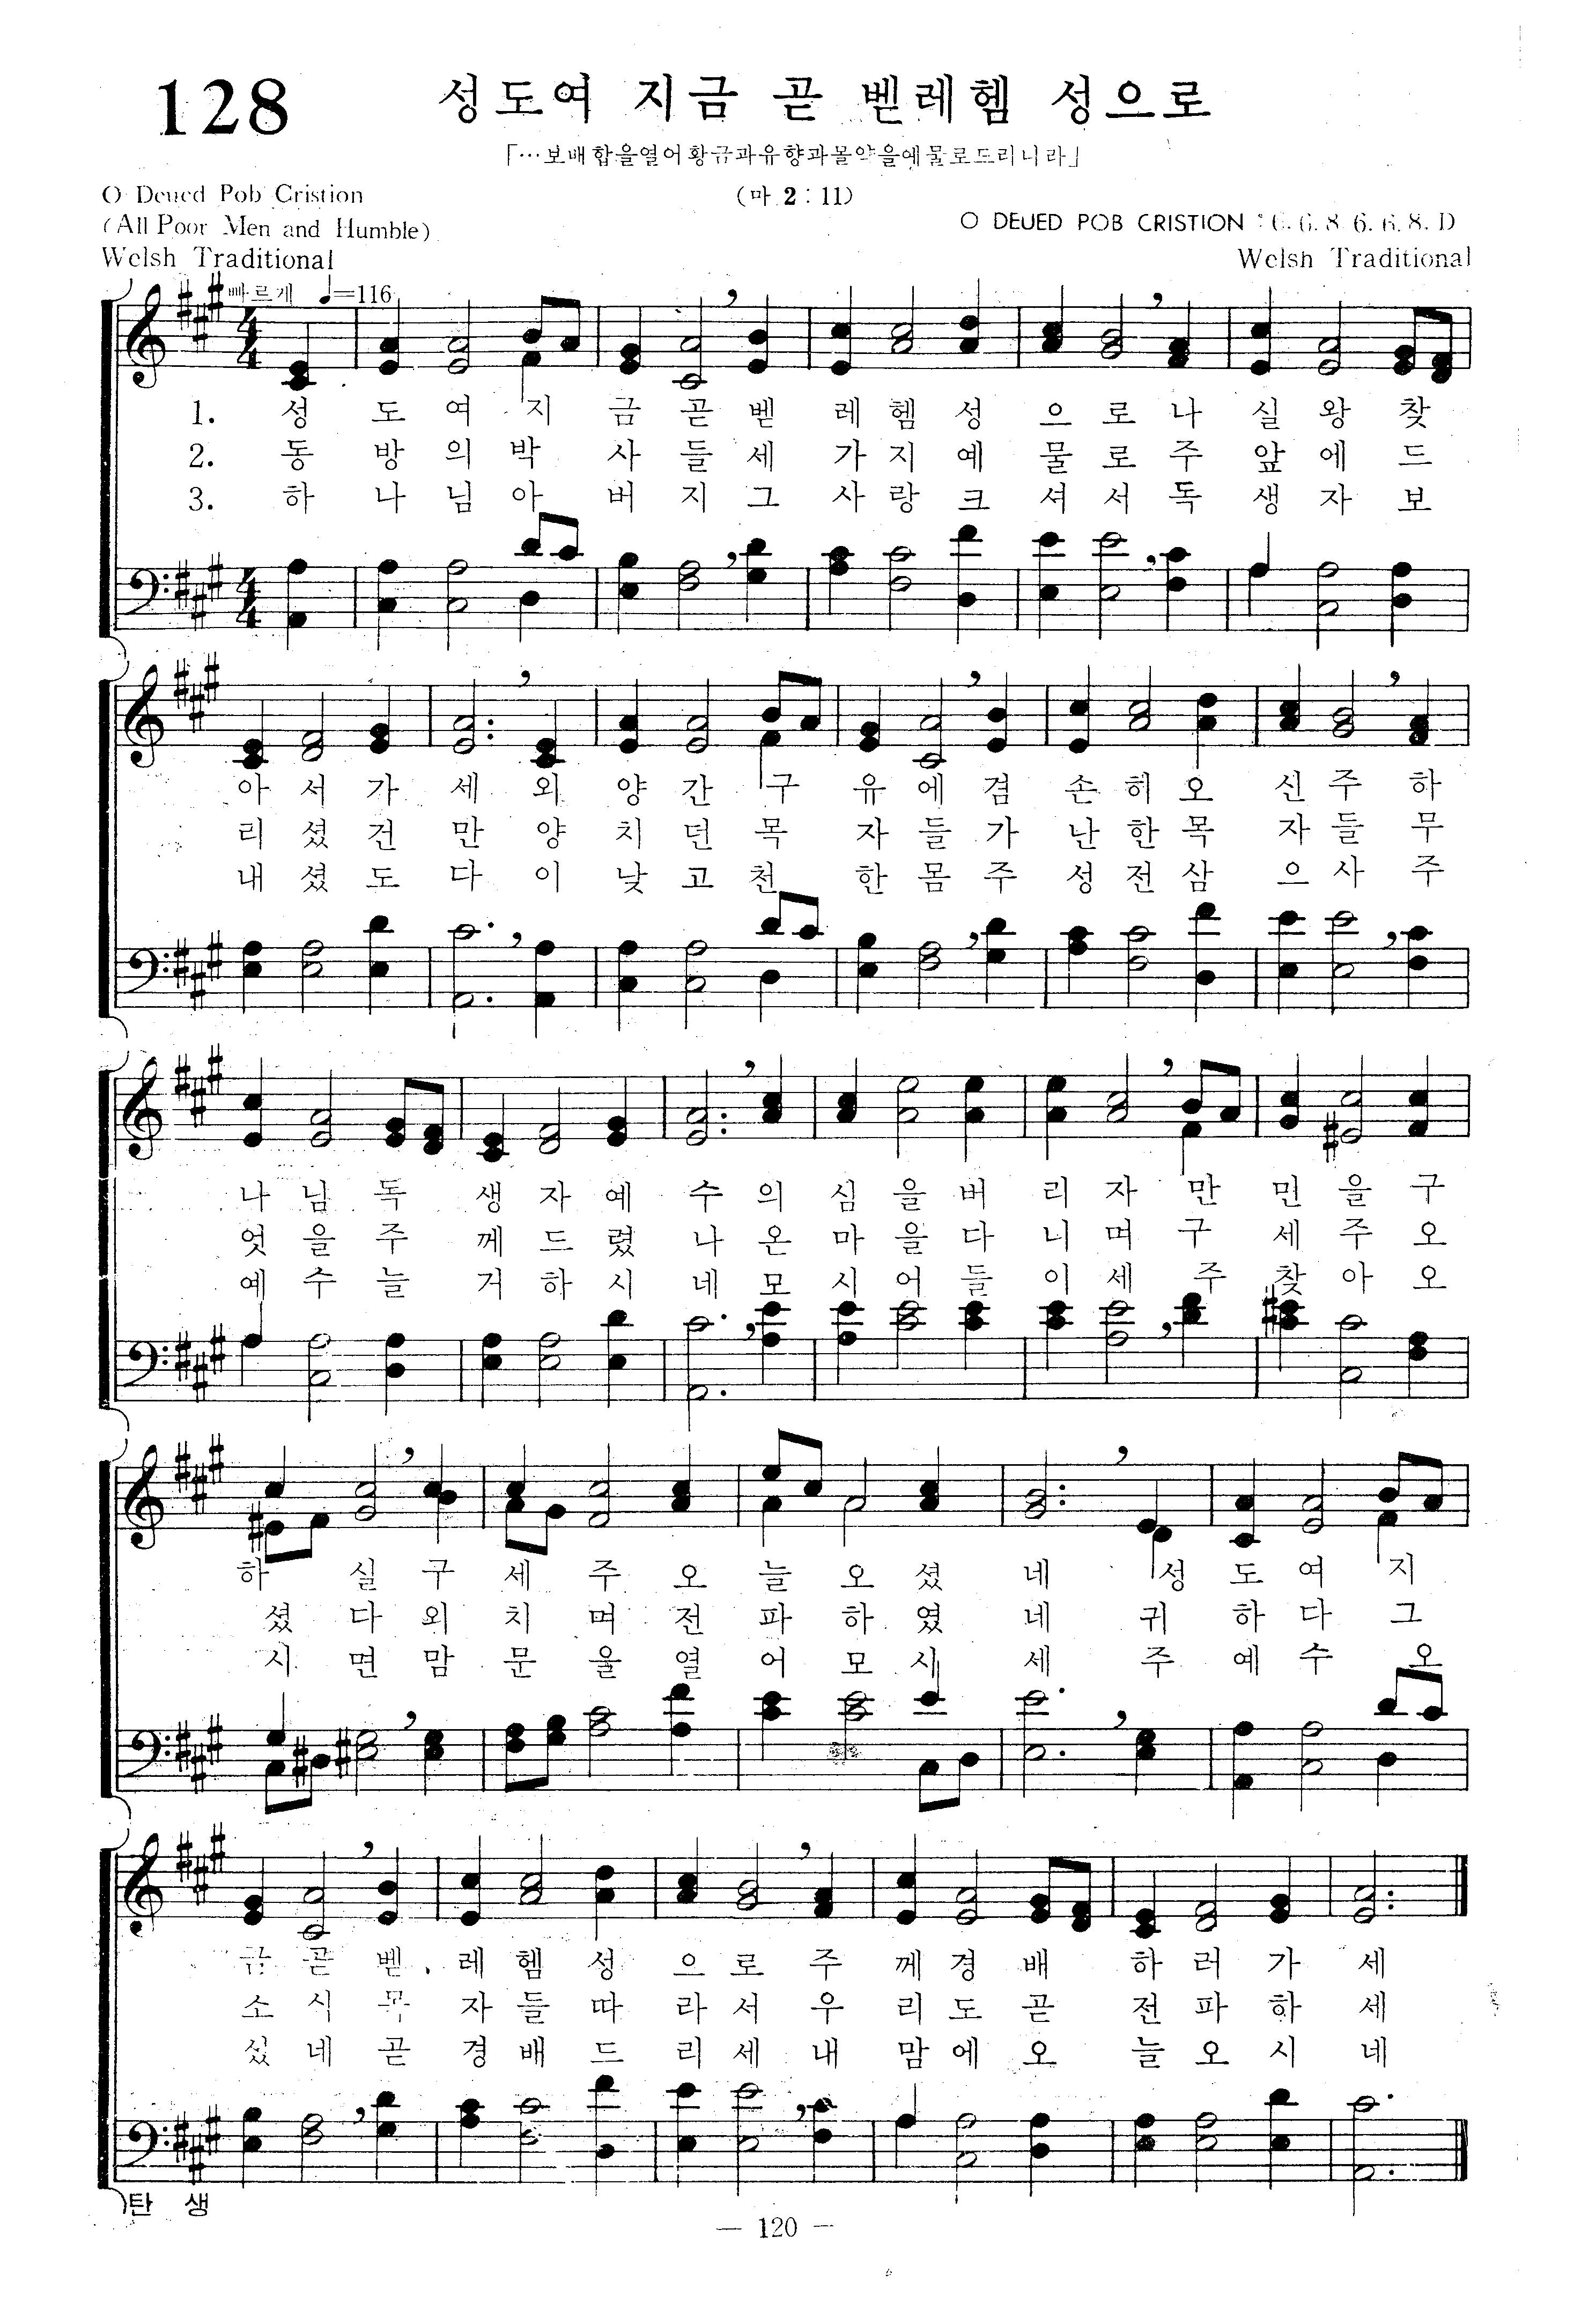 128
성도여 지금 곧 벧레헴 성으로
「…보배합을열어황금과유향과몰약을예물로드리니라」
O Deued Pob Cristion
(마 2 : 11)
(All Poor Men and Humble)
O DEUED POB CRISTION : 6. 6. 8. 6. 6. 8. D
Welsh Traditional
Welsh Traditional
빠르게 ♩=116
1. 성 도 여 지 금 곧 벧 레 헴 성 으 로 나 실 왕 찾
2. 동 방 의 박 사 들 세 가 지 예 물 로 주 앞 에 드
3. 하 나 님 아 버 지 그 사 랑 크 셔 서 독 생 자 보
아 서 가 세 외 양 간 구 유 에 겸 손 히 오 신 주 하
리 셨 건 만 양 치 던 목 자 들 가 난 한 목 자 들 무
내 셨 도 다 이 낮 고 천 한 몸 주 성 전 삼 으 사 주
나 님 독 생 자 예 수 의 심 을 버 리 자 만 민 을 구
엇 을 주 께 드 렸 나 온 마 을 다 니 며 구 세 주 오
예 수 늘 거 하 시 네 모 시 어 들 이 세 주 찾 아 오
하 실 구 세 주 오 늘 오 셨 네 성 도 여 지
셨 다 외 치 며 전 파 하 였 네 귀 하 다 그
시 면 맘 문 을 열 어 모 시 세 주 예 수 오
금 곧 벧 레 헴 성 으 로 주 께 경 배 하 러 가 세
소 식 목 자 들 따 라 서 우 리 도 곧 전 파 하 세
셨 네 곧 경 배 드 리 세 내 맘 에 오 늘 오 시 네
탄 생
— 120 —